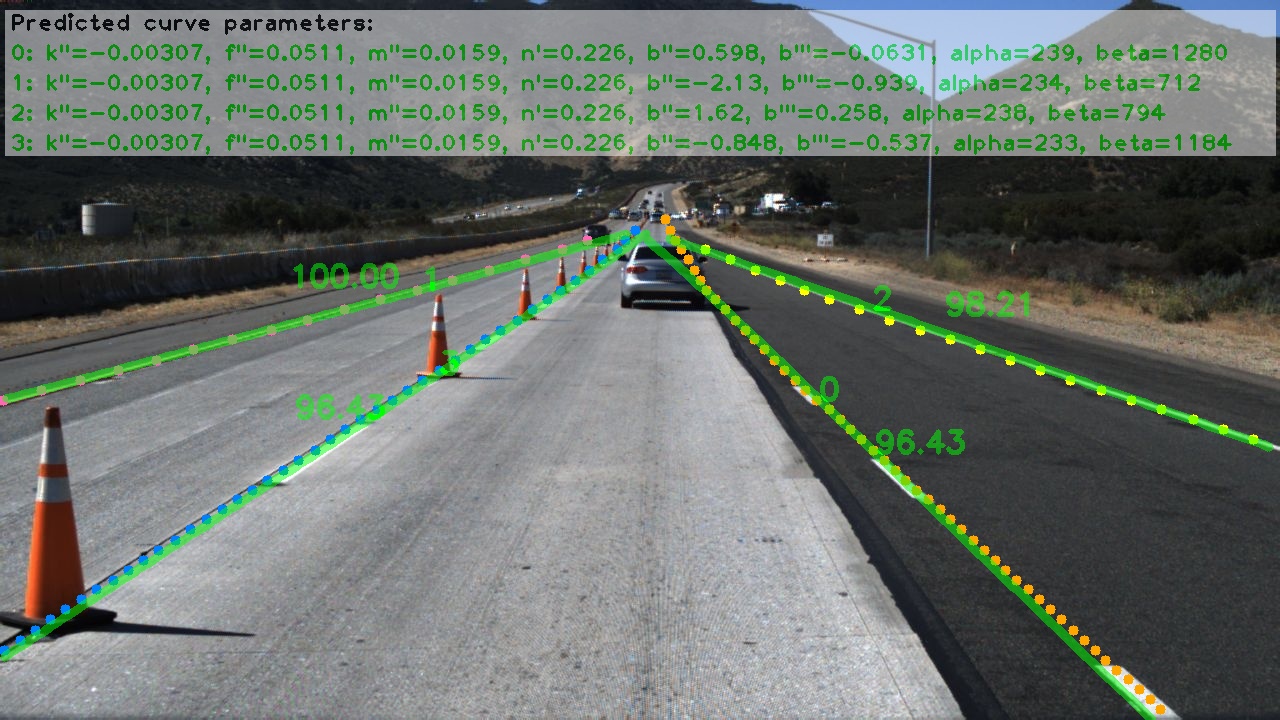 Predicted curve parameters:
0: k''=-0.00307, f''=0.0511, m''=0.0159, n'=0.226, b''=0.598, b'''=-0.0631, alpha=239, beta=1280
1: k''=-0.00307, f''=0.0511, m''=0.0159, n'=0.226, b''=-2.13, b'''=-0.939, alpha=234, beta=712
2: k''=-0.00307, f''=0.0511, m''=0.0159, n'=0.226, b''=1.62, b'''=0.258, alpha=238, beta=794
3: k''=-0.00307, f''=0.0511, m''=0.0159, n'=0.226, b''=-0.848, b'''=-0.537, alpha=233, beta=1184
100.00 1
2 98.21
3
0
96.43
96.43